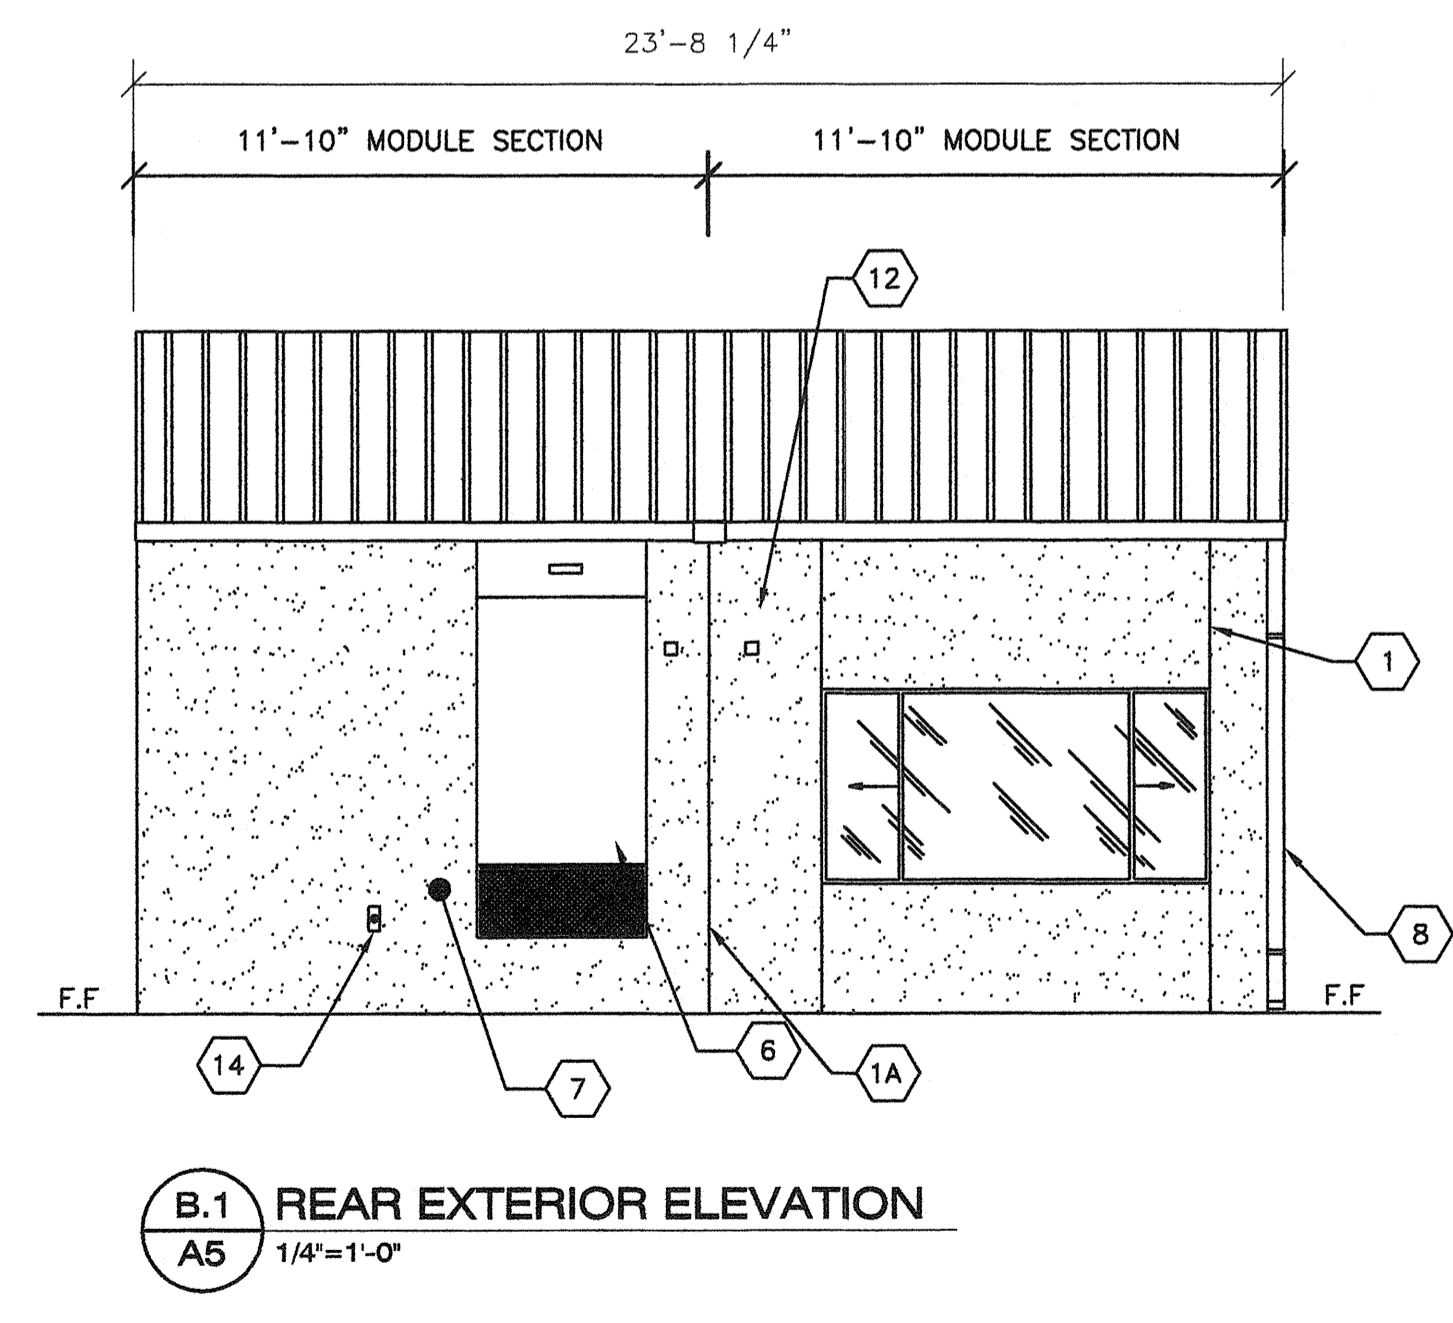 23'-8 1/4"
11'-10" MODULE SECTION
11'-10" MODULE SECTION
12
1
8
F.F
F.F
14
7
6
1A
B.1
A5
REAR EXTERIOR ELEVATION
1/4"=1'-0"